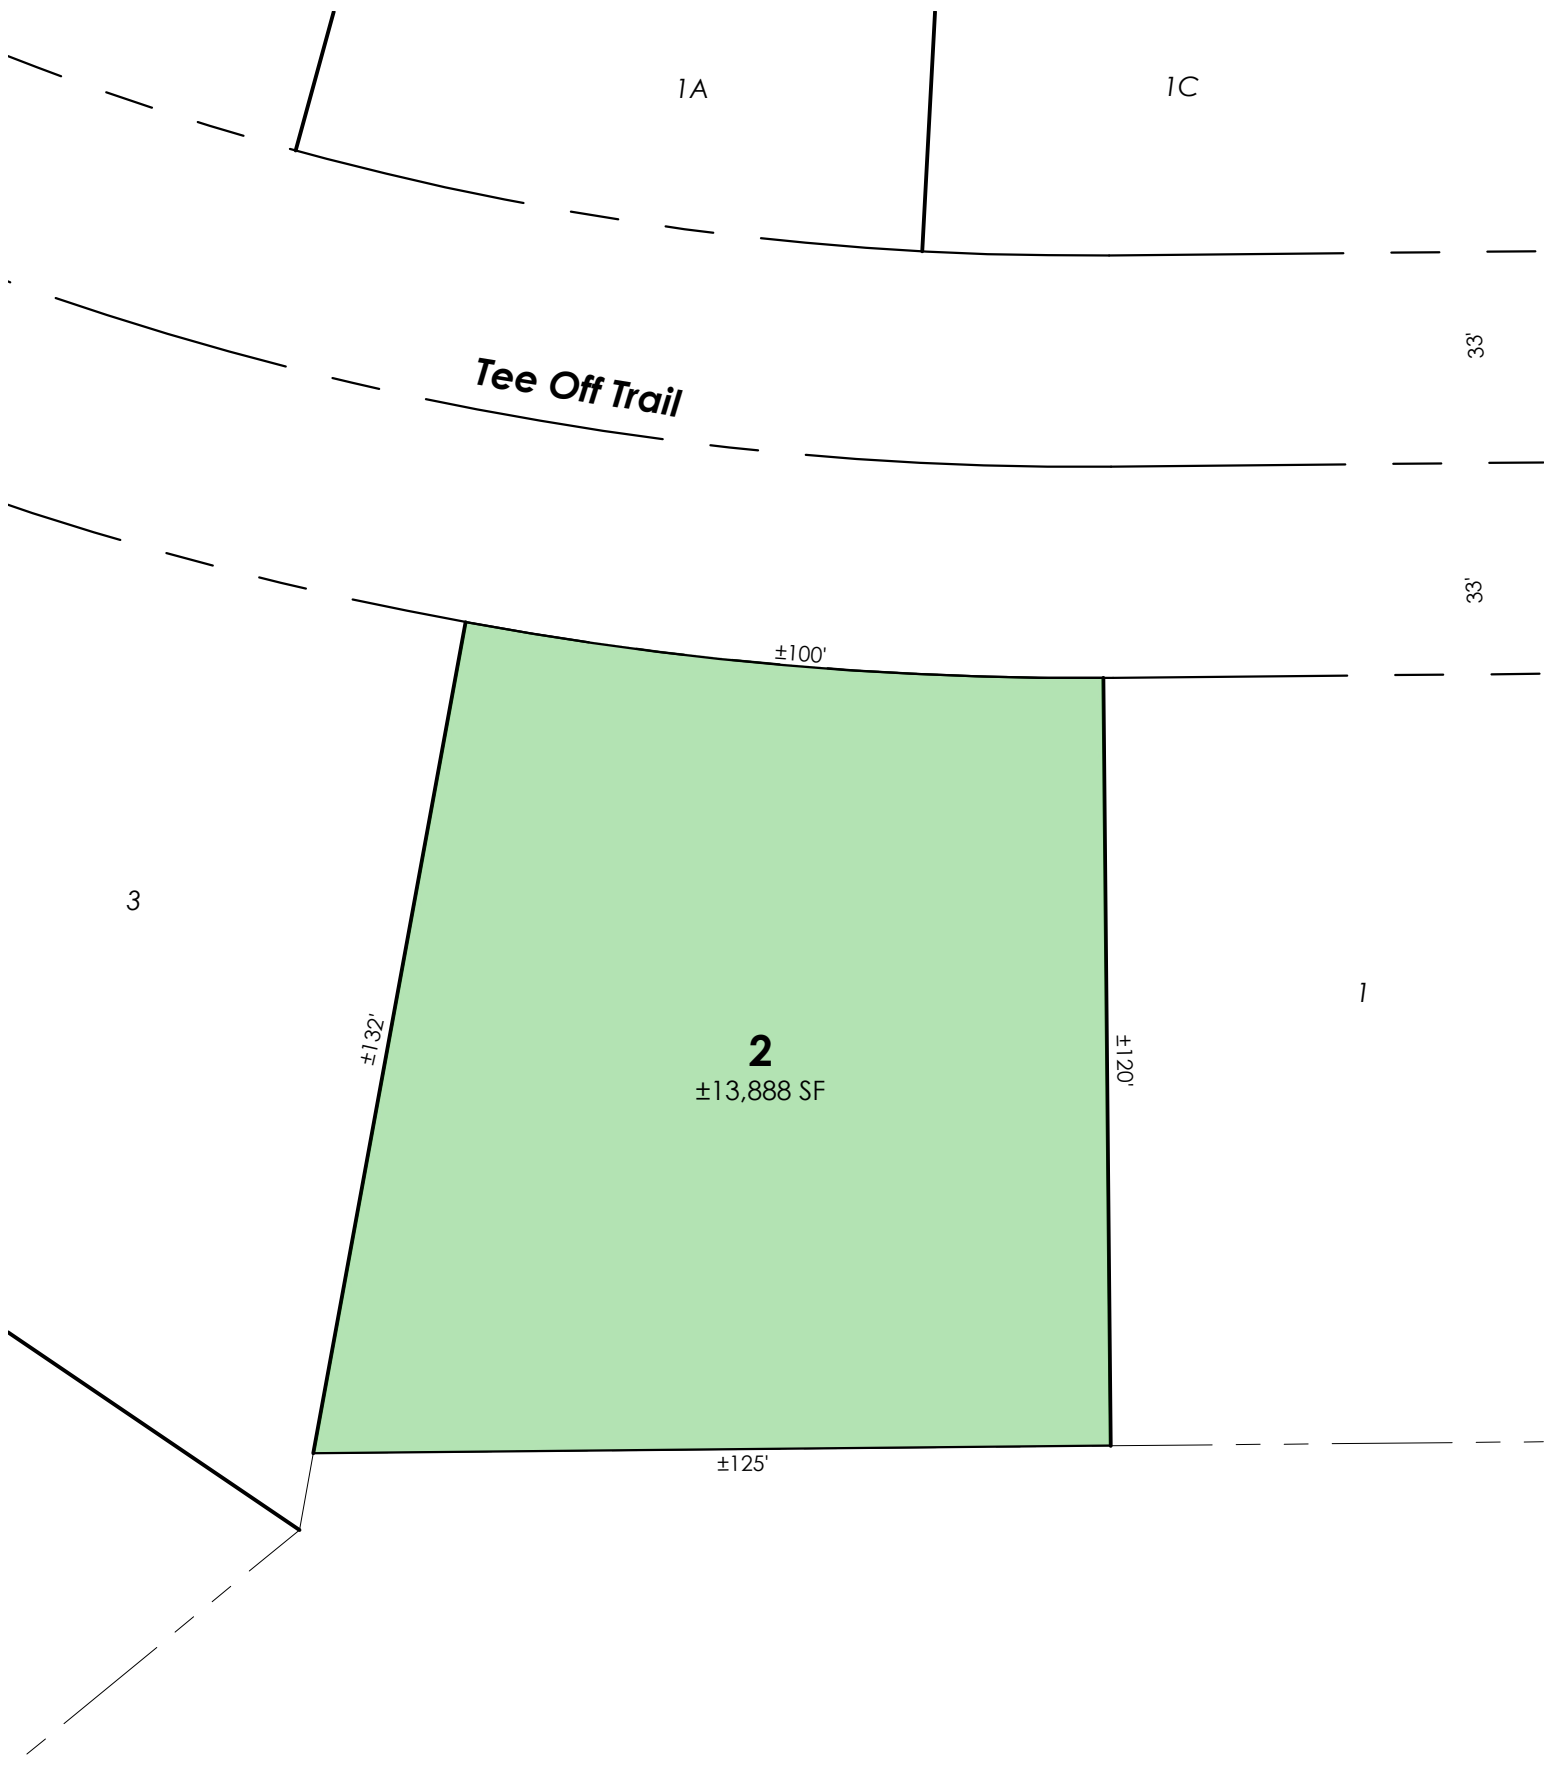 1A
1C
33'
Tee Off Trail
33'
±100'
3
1
±132'
2
±120'
±13,888 SF
±125'